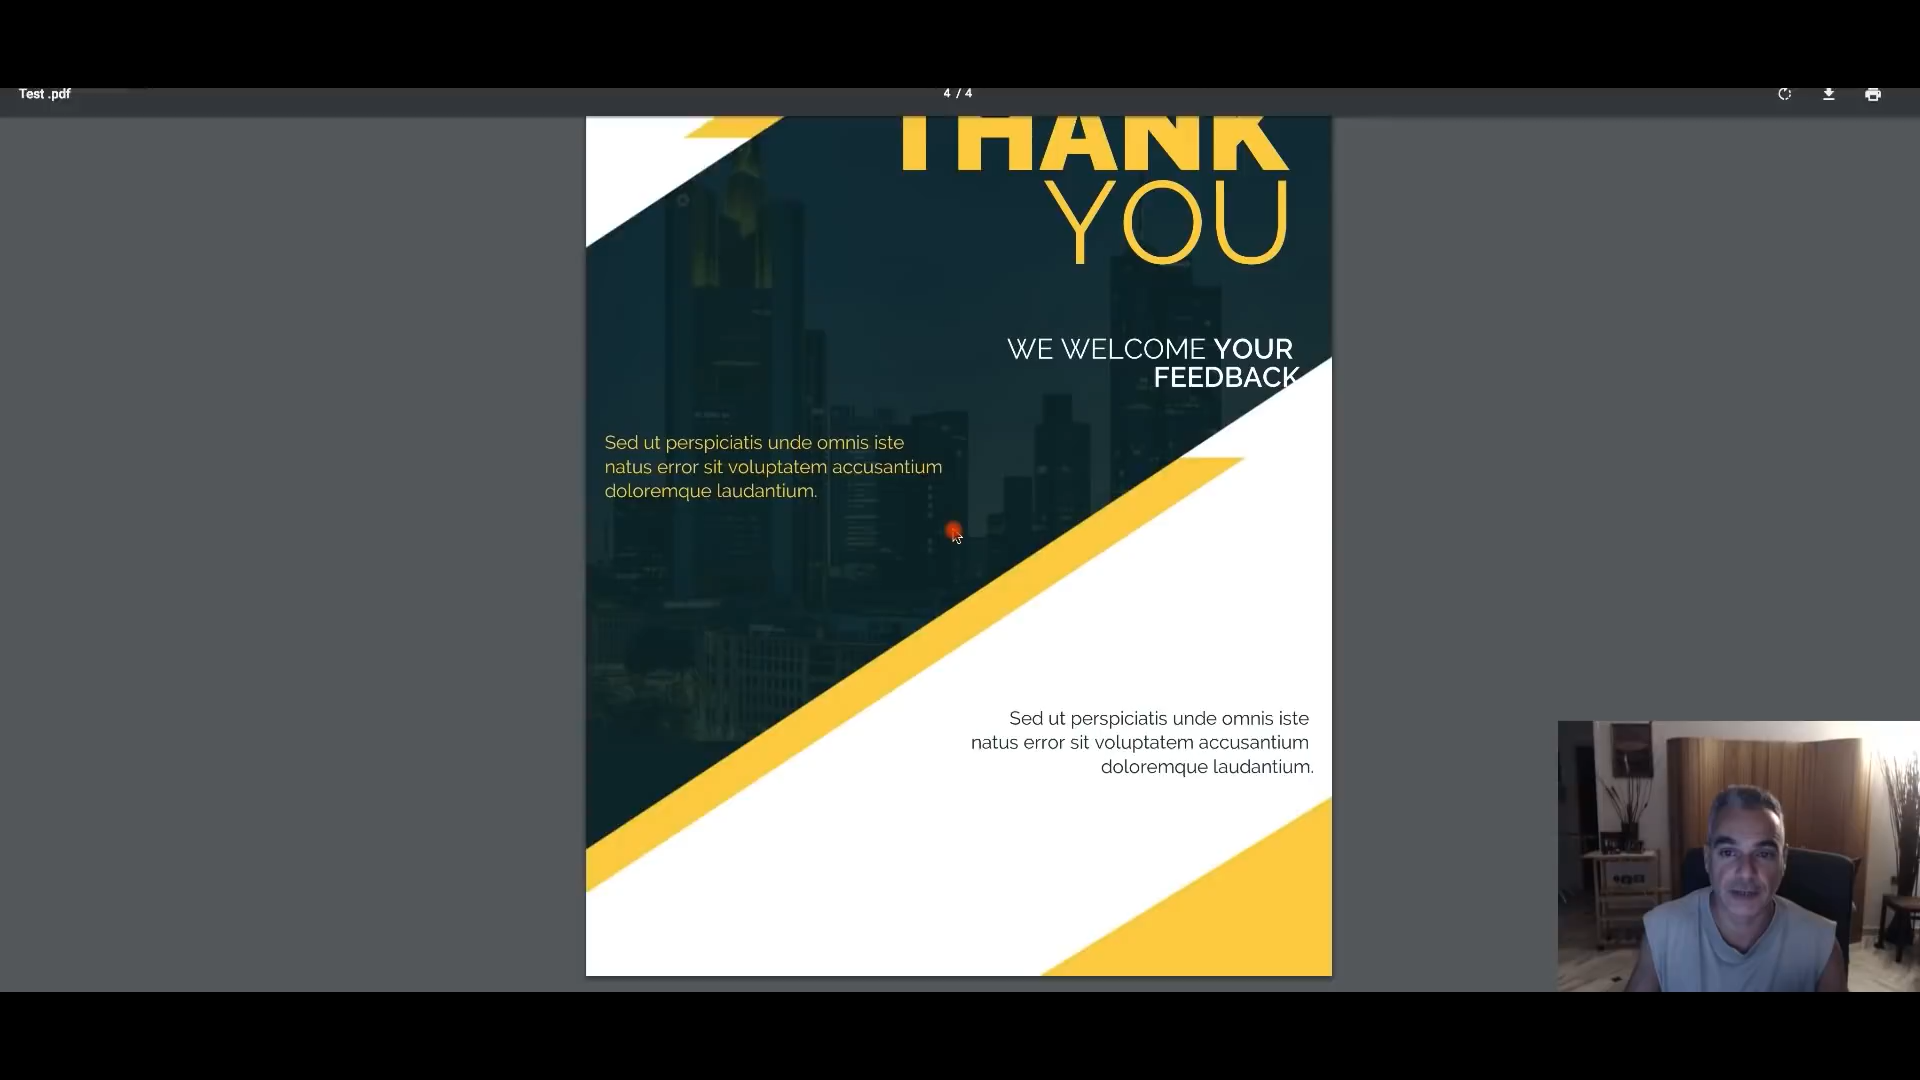 Test .pdf
4 / 4
THANK
YOU
WE WELCOME YOUR
FEEDBACK
Sed ut perspiciatis unde omnis iste
natus error sit voluptatem accusantium
doloremque laudantium.
Sed ut perspiciatis unde omnis iste
natus error sit voluptatem accusantium
doloremque laudantium.